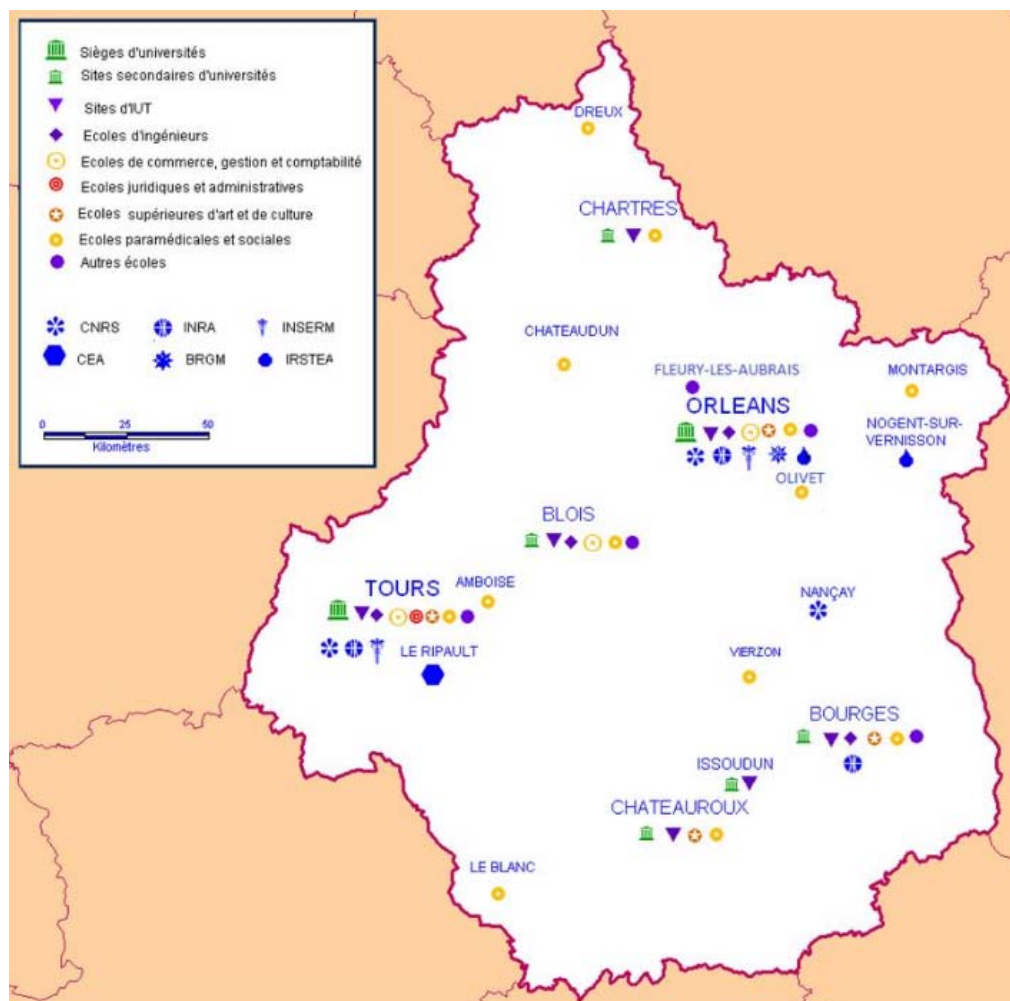 Sièges d'universités
Sites secondaires d'universités
Sites d'IUT
Ecoles d'ingénieurs
Ecoles de commerce, gestion et comptabilité
Ecoles juridiques et administratives
Ecoles supérieures d'art et de culture
Ecoles paramédicales et sociales
Autres écoles
CNRS INRA INSERM
CEA BRGM IRSTEA
0 25 50
Kilomètres
DREUX
CHARTRES
CHATEAUDUN
FLEURY-LES-AUBRAIS
MONTARGIS
ORLEANS
NOGENT-SUR-
VERNISSON
OLIVET
BLOIS
TOURS
AMBOISE
NANÇAY
LE RIPAULT
VIERZON
BOURGES
ISSOUDUN
CHATEAUROUX
LE BLANC